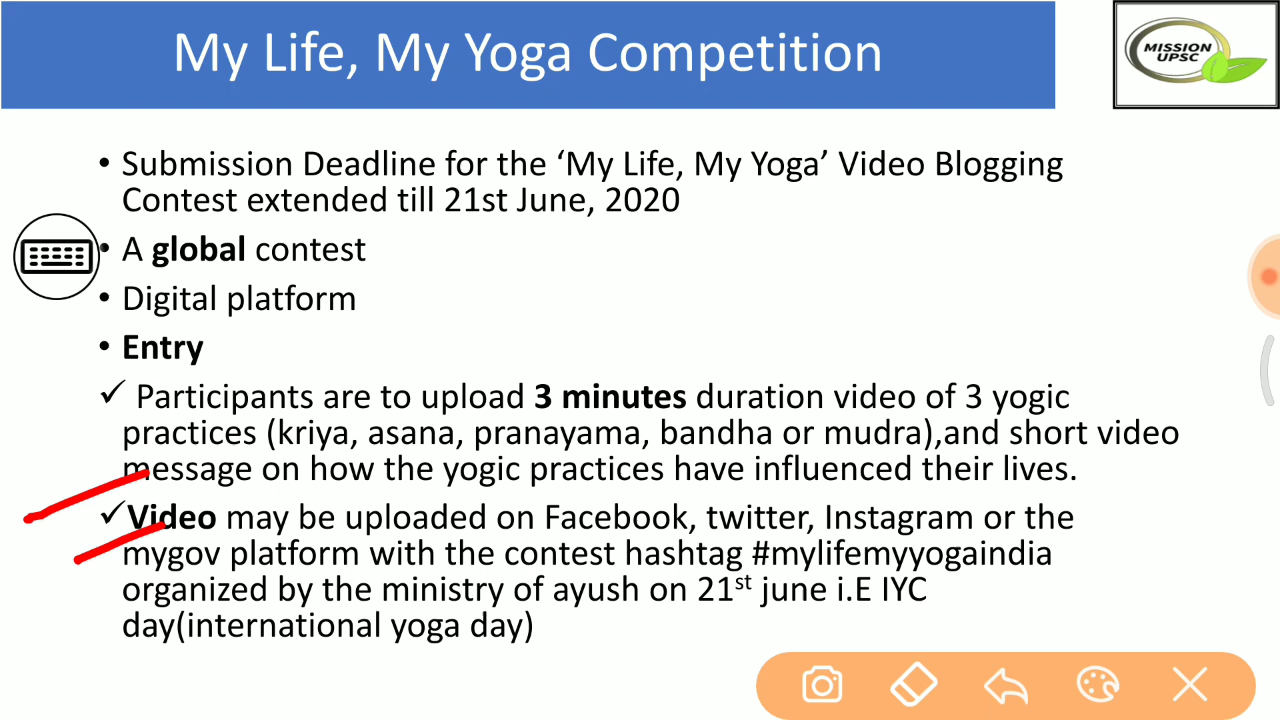 My Life, My Yoga Competition
MISSION
UPSC
• Submission Deadline for the ‘My Life, My Yoga’ Video Blogging
Contest extended till 21st June, 2020
• A global contest
• Digital platform
• Entry
✓ Participants are to upload 3 minutes duration video of 3 yogic
practices (kriya, asana, pranayama, bandha or mudra),and short video
message on how the yogic practices have influenced their lives.
✓Video may be uploaded on Facebook, twitter, Instagram or the
mygov platform with the contest hashtag #mylifemyyogaindia
organized by the ministry of ayush on 21st june i.E IYC
day(international yoga day)